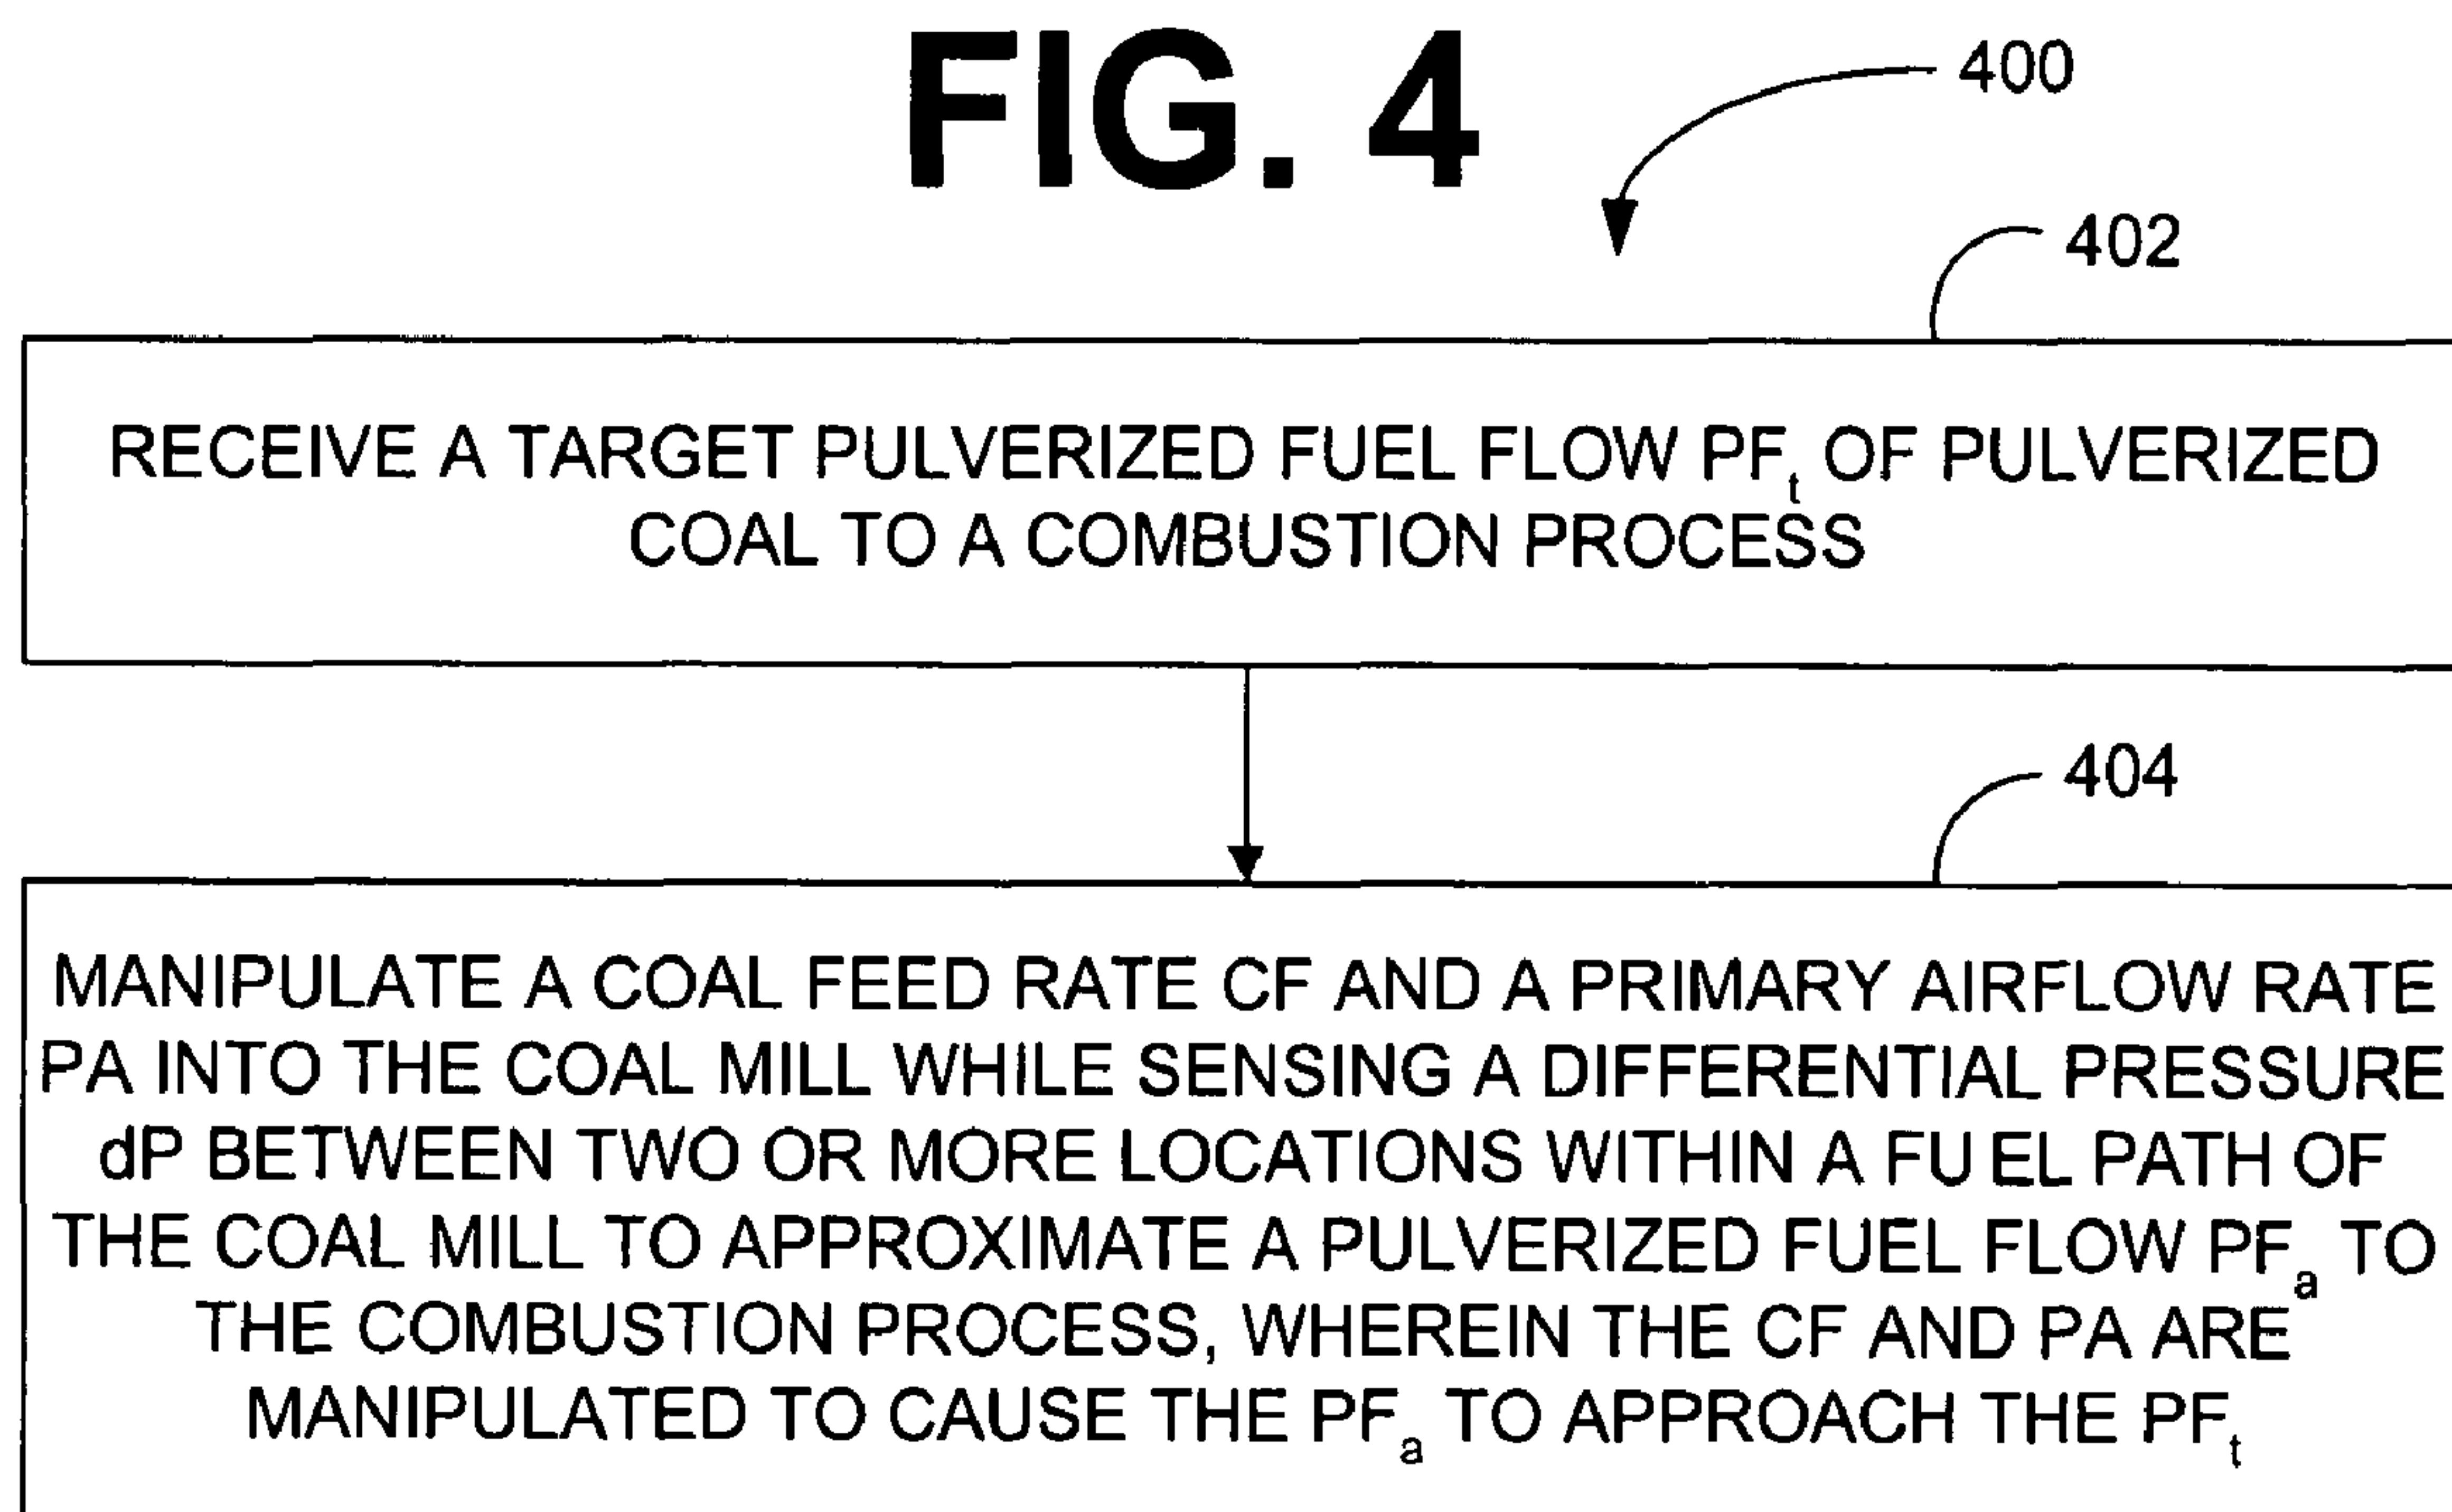 FIG. 4
400
402
RECEIVE A TARGET PULVERIZED FUEL FLOW PFt OF PULVERIZED
COAL TO A COMBUSTION PROCESS
404
MANIPULATE A COAL FEED RATE CF AND A PRIMARY AIRFLOW RATE
PA INTO THE COAL MILL WHILE SENSING A DIFFERENTIAL PRESSURE
dP BETWEEN TWO OR MORE LOCATIONS WITHIN A FUEL PATH OF
THE COAL MILL TO APPROXIMATE A PULVERIZED FUEL FLOW PFa TO
THE COMBUSTION PROCESS, WHEREIN THE CF AND PA ARE
MANIPULATED TO CAUSE THE PFa TO APPROACH THE PFt